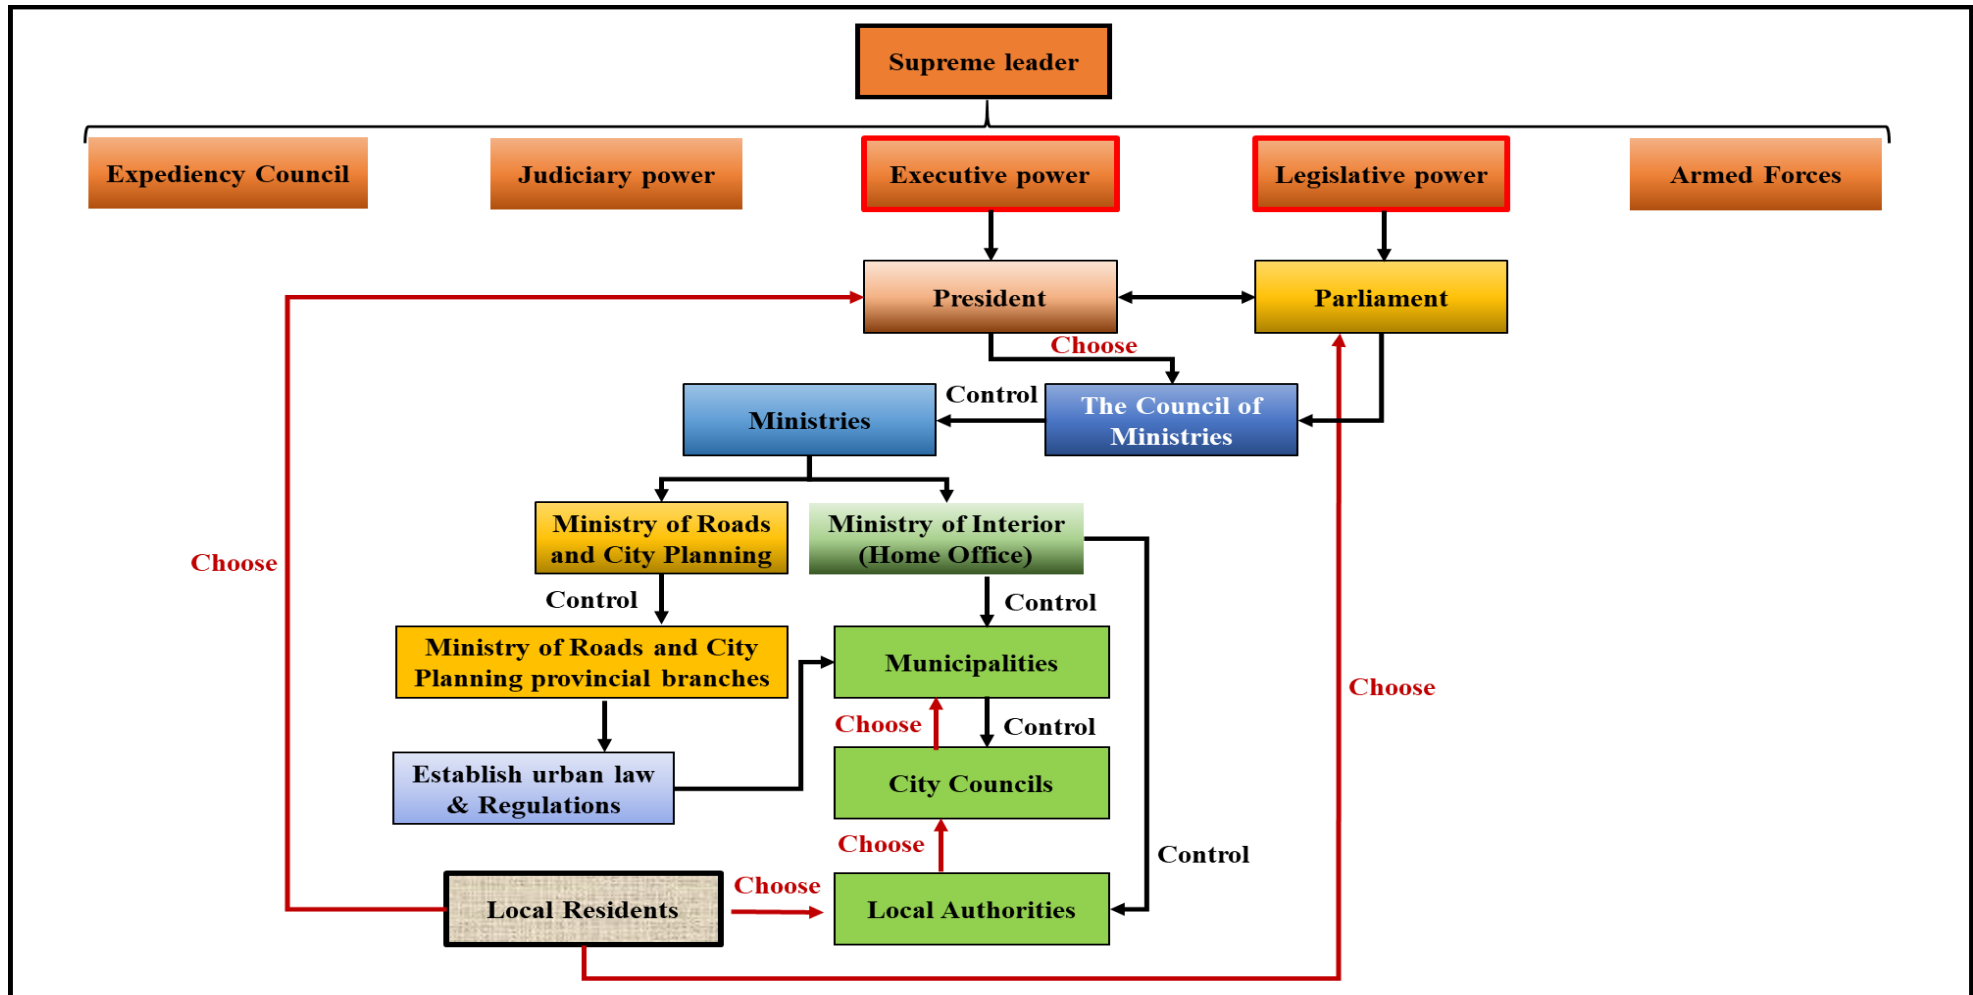 Supreme leader
Expediency Council
Judiciary power
Executive power
Legislative power
Armed Forces
President
Parliament
Choose
Control
Ministries
The Council of
Ministries
Ministry of Roads
and City Planning
Ministry of Interior
(Home Office)
Choose
Control
Control
Ministry of Roads and City
Planning provincial branches
Municipalities
Choose
Choose
Control
Establish urban law
& Regulations
City Councils
Choose
Control
Local Residents
Choose
Local Authorities